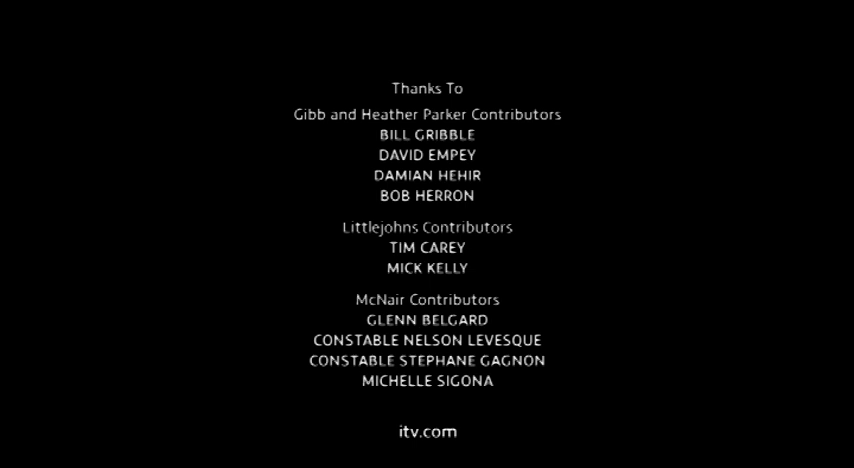 Thanks To
Gibb and Heather Parker Contributors
BILL GRIBBLE
DAVID EMPEY
DAMIAN HEHIR
BOB HERRON
Littlejohns Contributors
TIM CAREY
MICK KELLY
McNair Contributors
GLENN BELGARD
CONSTABLE NELSON LEVESQUE
CONSTABLE STEPHANE GAGNON
MICHELLE SIGONA
itv.com